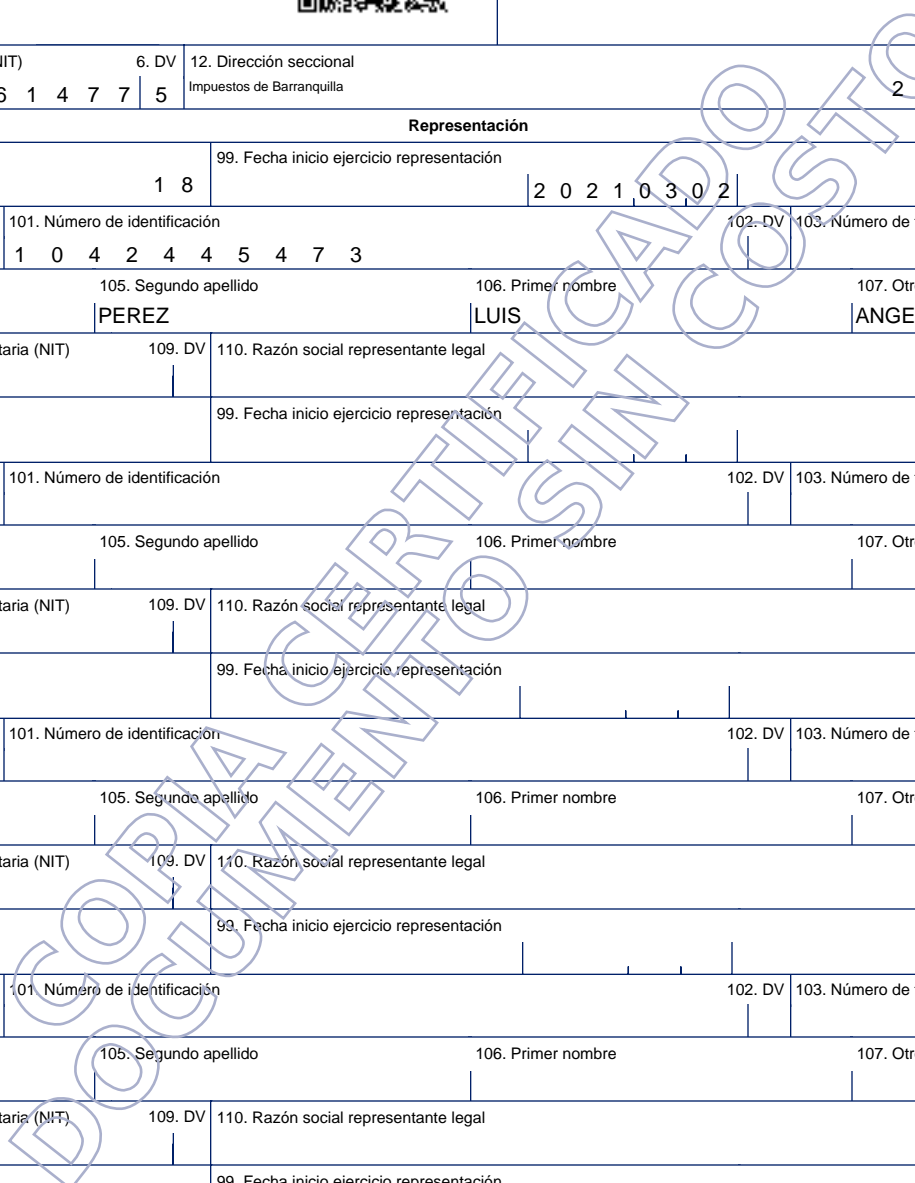 NIT) 6. DV 12. Dirección seccional
6 1 4 7 7 5 Impuestos de Barranquilla 2
Representación
99. Fecha inicio ejercicio representación
1 8 2 0 2 1 0 3 0 2
101. Número de identificación 102. DV 103. Número de
1 0 4 2 4 4 5 4 7 3
105. Segundo apellido 106. Primer nombre 107. Otr
PEREZ LUIS ANGE
taria (NIT) 109. DV 110. Razón social representante legal
99. Fecha inicio ejercicio representación
101. Número de identificación 102. DV 103. Número de
105. Segundo apellido 106. Primer nombre 107. Otr
taria (NIT) 109. DV 110. Razón social representante legal
99. Fecha inicio ejercicio representación
101. Número de identificación 102. DV 103. Número de
105. Segundo apellido 106. Primer nombre 107. Otr
taria (NIT) 109. DV 110. Razón social representante legal
99. Fecha inicio ejercicio representación
101. Número de identificación 102. DV 103. Número de
105. Segundo apellido 106. Primer nombre 107. Otr
taria (NIT) 109. DV 110. Razón social representante legal
99. Fecha inicio ejercicio representación
COPIA CERTIFICADO
DOCUMENTO SIN COSTO